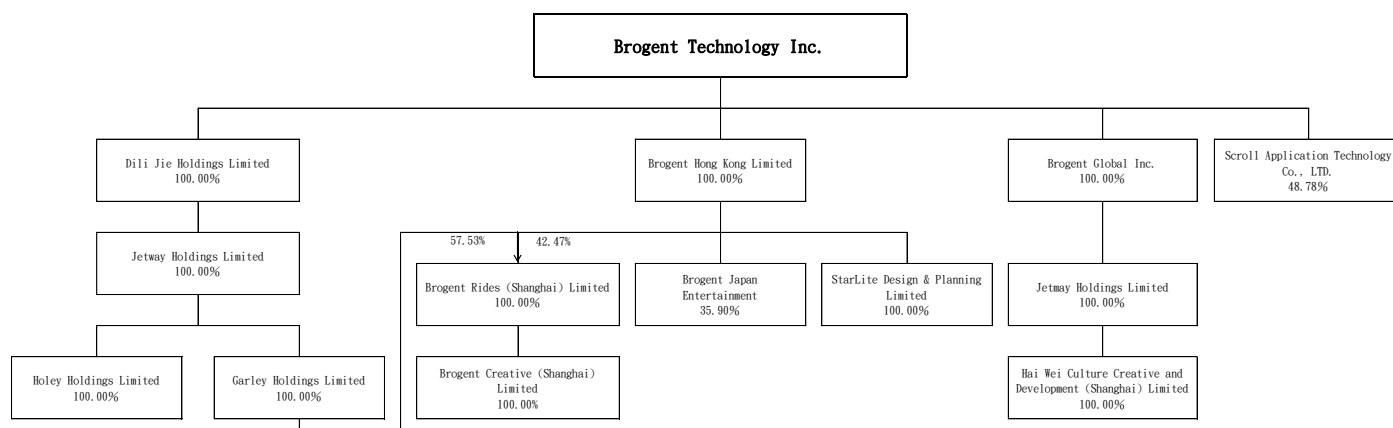 Brogent Technology Inc.
Dili Jie Holdings Limited
100.00%
Brogent Hong Kong Limited
100.00%
Brogent Global Inc.
100.00%
Scroll Application Technology
Co., LTD.
48.78%
Jetway Holdings Limited
100.00%
57.53%
42.47%
Brogent Rides (Shanghai) Limited
100.00%
Brogent Japan
Entertainment
35.90%
StarLite Design & Planning
Limited
100.00%
Jetmay Holdings Limited
100.00%
Holey Holdings Limited
100.00%
Garley Holdings Limited
100.00%
Brogent Creative (Shanghai)
Limited
100.00%
Hai Wei Culture Creative and
Development (Shanghai) Limited
100.00%